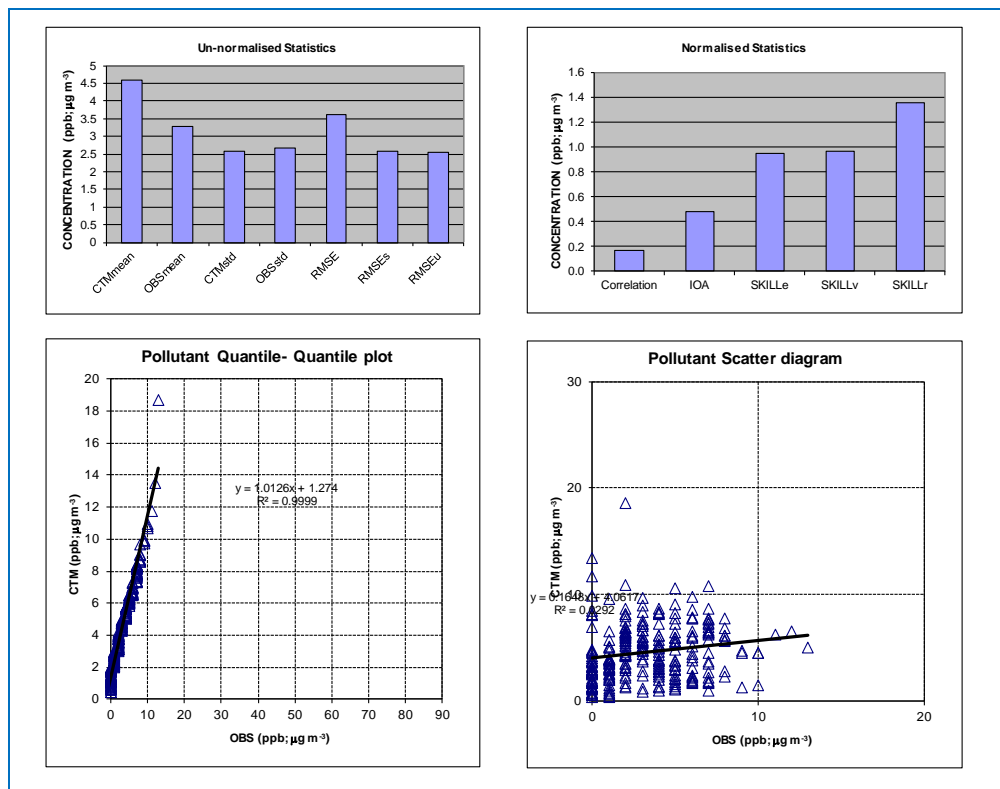 Un-normalised Statistics
CONCENTRATION (ppb; µg m-3)
5
4.5
4
3.5
3
2.5
2
1.5
1
0.5
0
CTMmean
OBSmean
CTMstd
OBSstd
RMSE
RMSEs
RMSEu
Normalised Statistics
CONCENTRATION (ppb; µg m-3)
1.6
1.4
1.2
1.0
0.8
0.6
0.4
0.2
0.0
Correlation IOA SKILLe SKILLv SKILLr
Pollutant Quantile- Quantile plot
CTM (ppb; µg m-3)
20
18
16
14
12
10
8
6
4
2
0
y = 1.0126x + 1.274
R² = 0.9999
0 10 20 30 40 50 60 70 80 90
OBS (ppb; µg m-3)
Pollutant Scatter diagram
CTM (ppb; µg m-3)
30
20
10
0
y = 0.1648x + 4.0617
R² = 0.0292
0 10 20
OBS (ppb; µg m-3)